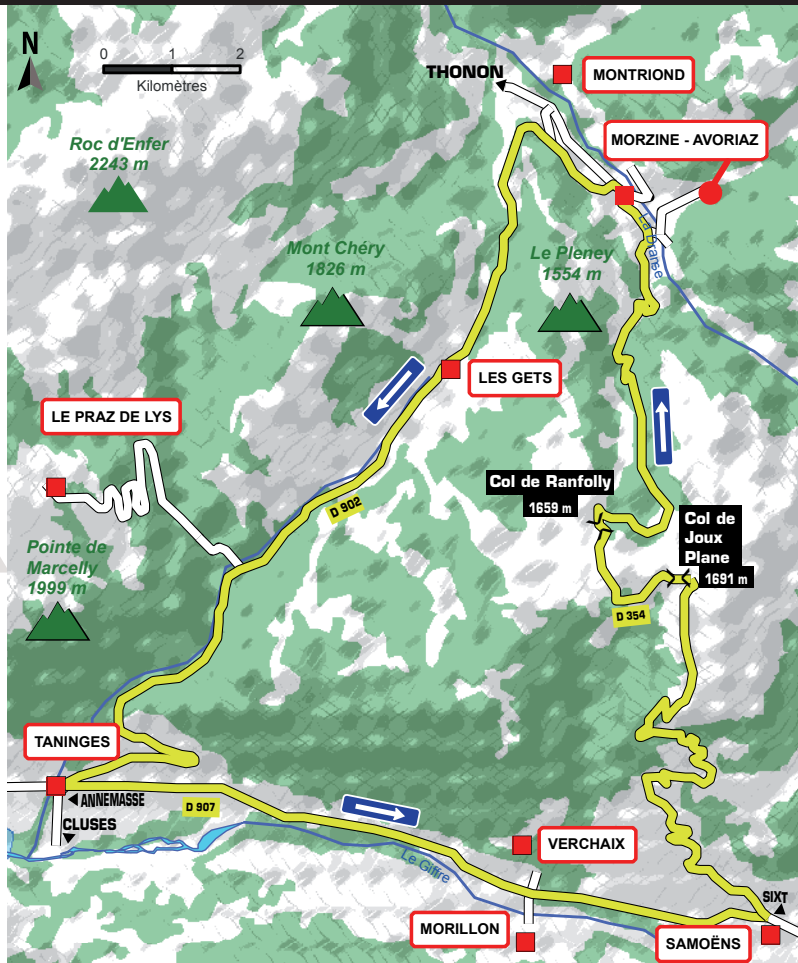 N
0 1 2
Kilomètres
THONON
MONTRIOND
MORZINE - AVORIAZ
Roc d'Enfer
2243 m
Mont Chéry
1826 m
Le Pleney
1554 m
La Dranse
LES GETS
LE PRAZ DE LYS
Col de Ranfolly
1659 m
D 902
Col de
Joux
Plane
1691 m
Pointe de
Marcelly
1999 m
D 354
TANINGES
ANNEMASSE
D 907
CLUSES
VERCHAIX
Le Giffre
SIXT
MORILLON
SAMOËNS